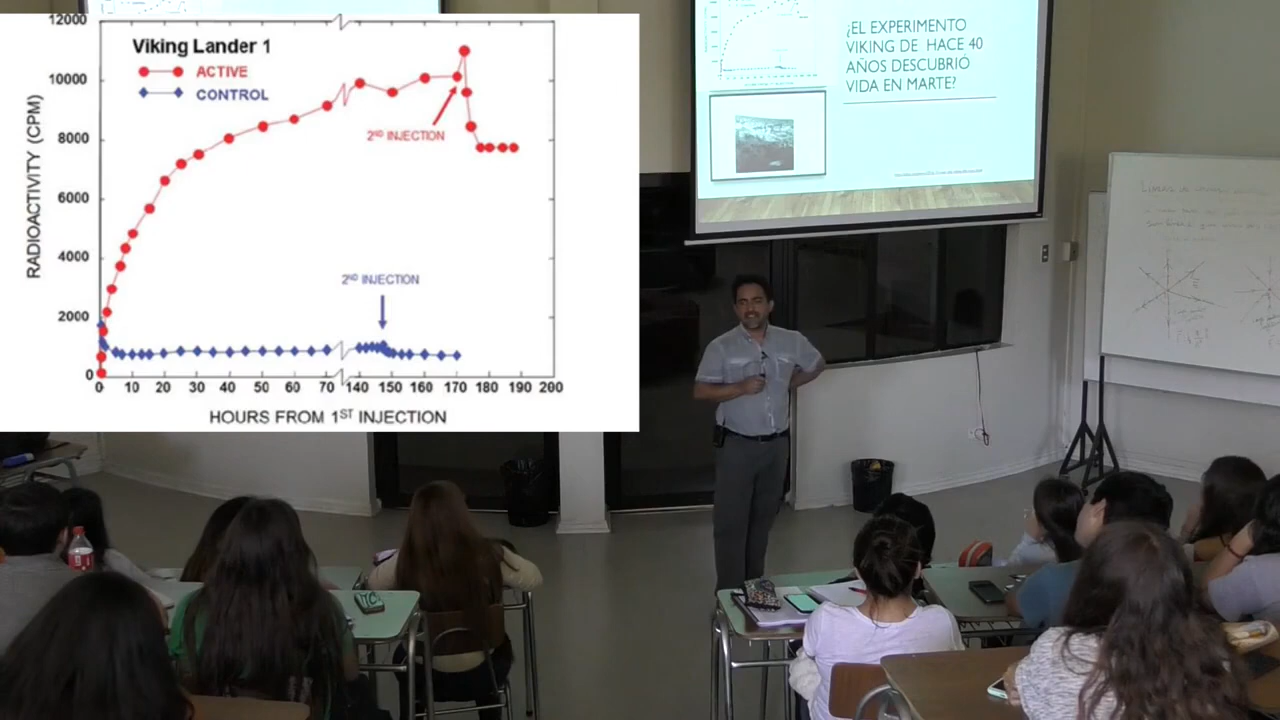 12000
10000
8000
6000
4000
2000
0
RADIOACTIVITY (CPM)
Viking Lander 1
ACTIVE
CONTROL
2ND INJECTION
2ND INJECTION
0 10 20 30 40 50 60 70 140 150 160 170 180 190 200
HOURS FROM 1ST INJECTION
¿EL EXPERIMENTO
VIKING DE HACE 40
AÑOS DESCUBRIÓ
VIDA EN MARTE?